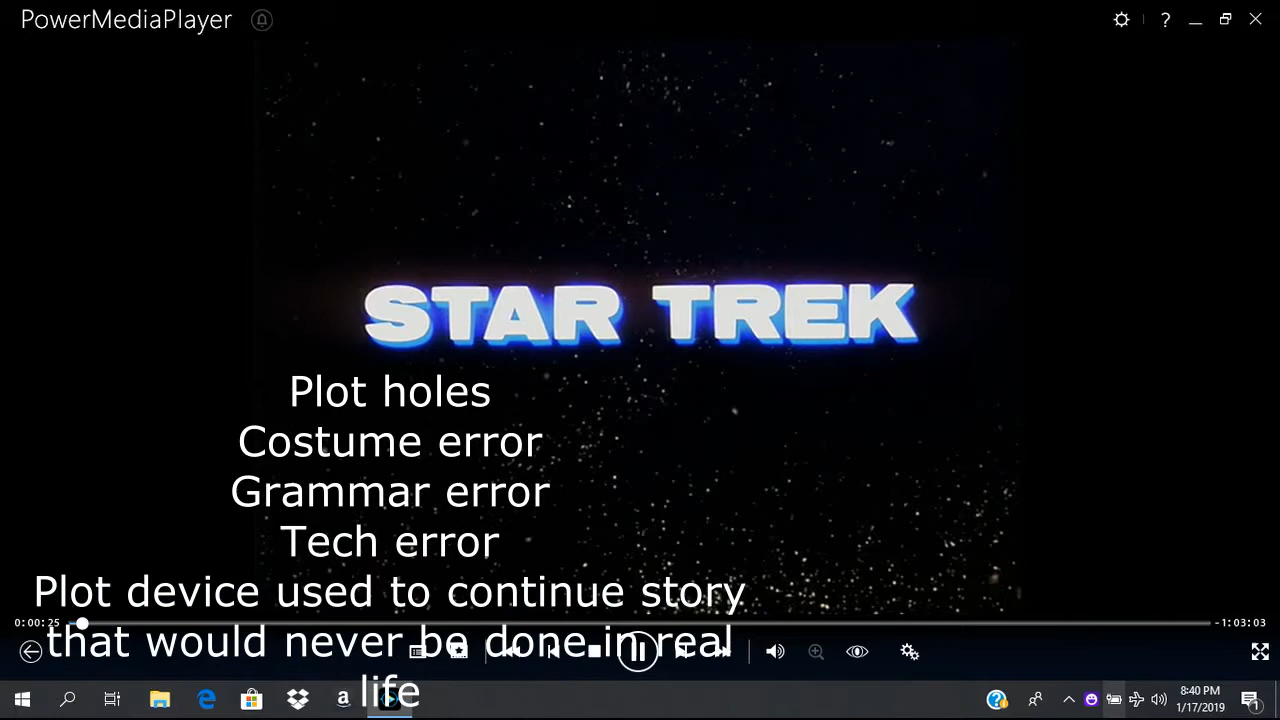 PowerMediaPlayer
STAR TREK
Plot holes
Costume error
Grammar error
Tech error
Plot device used to continue story
0:00:25
-1:03:03
that would never be done in real
life
8:40 PM
1/17/2019